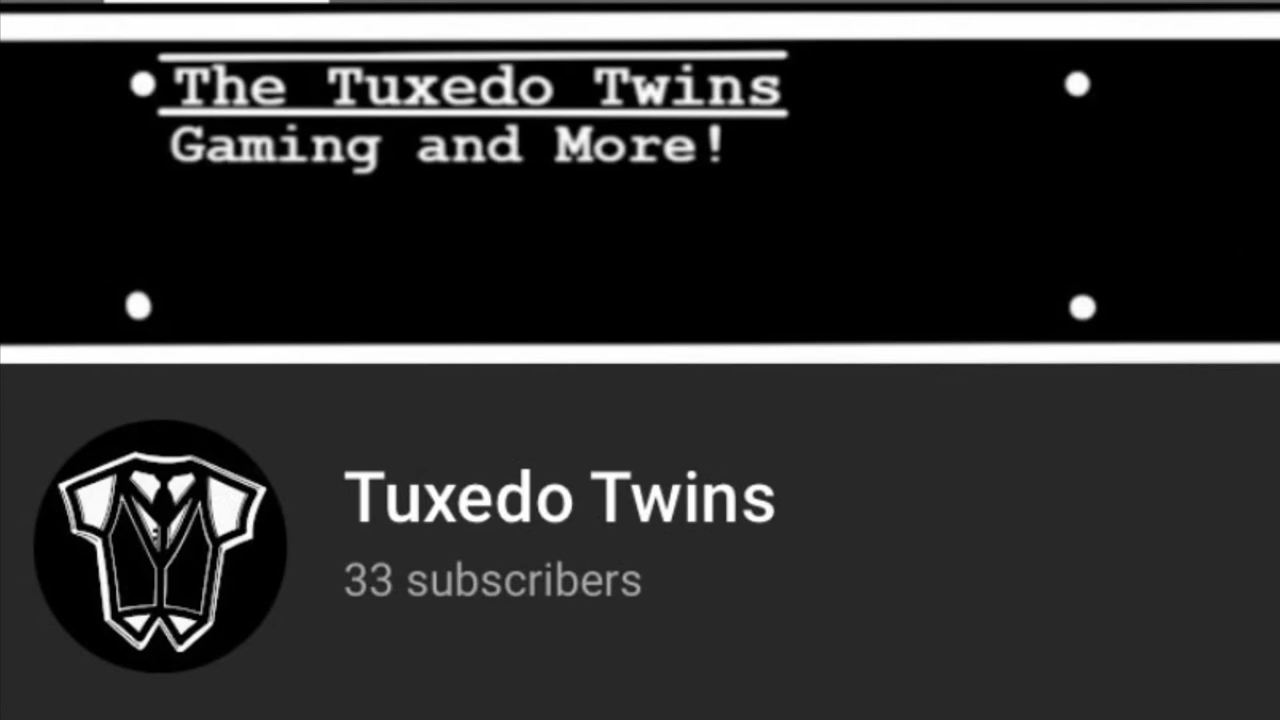 The Tuxedo Twins
Gaming and More!
Tuxedo Twins
33 subscribers